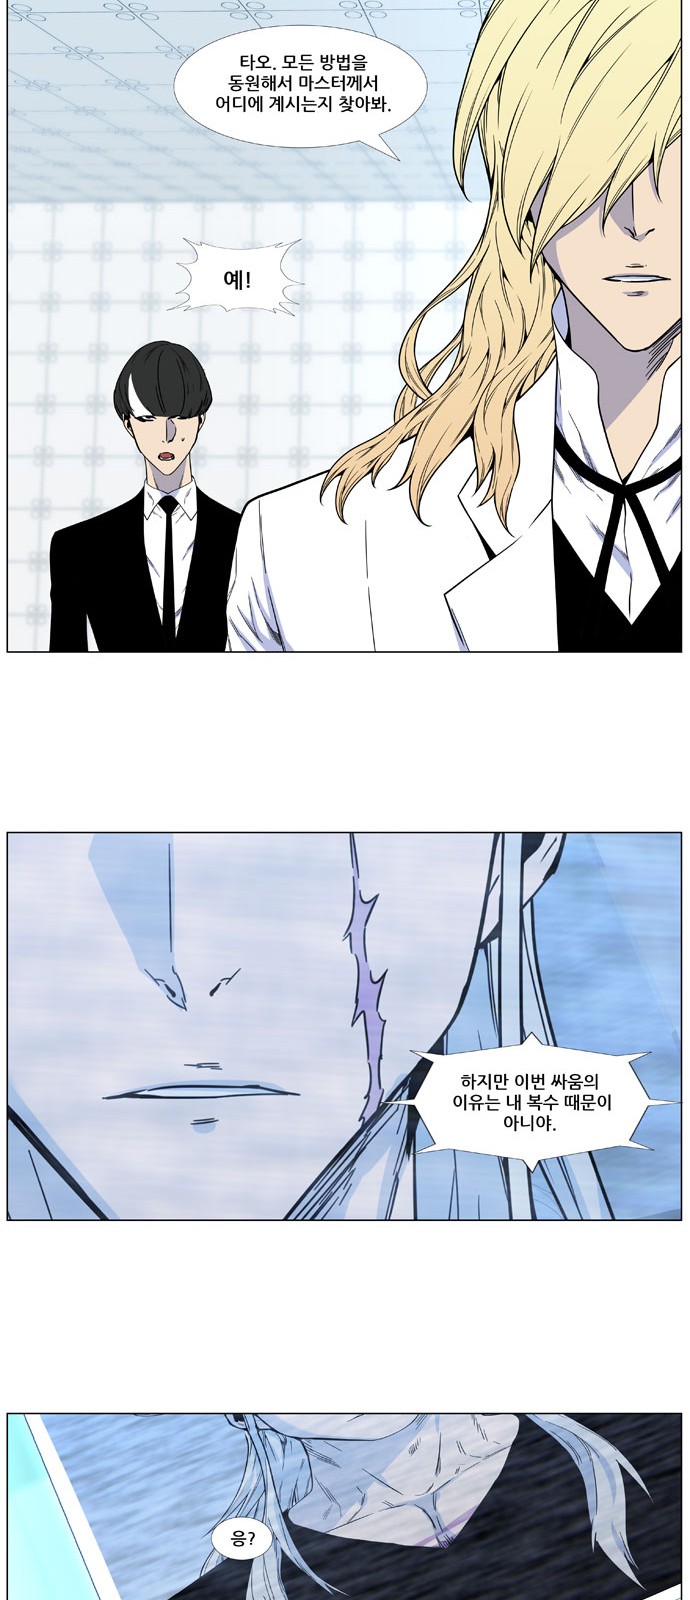 타오. 모든 방법을
동원해서 마스터께서
어디에 계시는지 찾아봐.
예!
하지만 이번 싸움의
이유는 내 복수 때문이
아니야.
응?